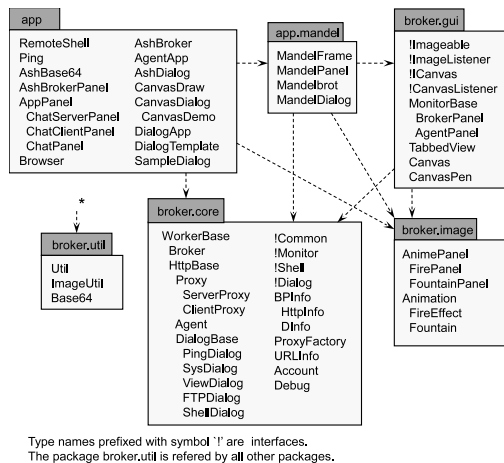 app
RemoteShell
Ping
AshBase64
AshBrokerPanel
AppPanel
ChatServerPanel
ChatClientPanel
ChatPanel
Browser
AshBroker
AgentApp
AshDialog
CanvasDraw
CanvasDialog
CanvasDemo
DialogApp
DialogTemplate
SampleDialog
app.mandel
MandelFrame
MandelPanel
Mandelbrot
MandelDialog
broker.gui
!Imageable
!ImageListener
!ICanvas
!CanvasListener
MonitorBase
BrokerPanel
AgentPanel
TabbedView
Canvas
CanvasPen
*
broker.util
Util
ImageUtil
Base64
broker.core
WorkerBase
Broker
HttpBase
Proxy
ServerProxy
ClientProxy
Agent
DialogBase
PingDialog
SysDialog
ViewDialog
FTPDialog
ShellDialog
!Common
!Monitor
!Shell
!Dialog
BPInfo
HttpInfo
DInfo
ProxyFactory
URLInfo
Account
Debug
broker.image
AnimePanel
FirePanel
FountainPanel
Animation
FireEffect
Fountain
Type names prefixed with symbol `!' are interfaces.
The package broker.util is refered by all other packages.